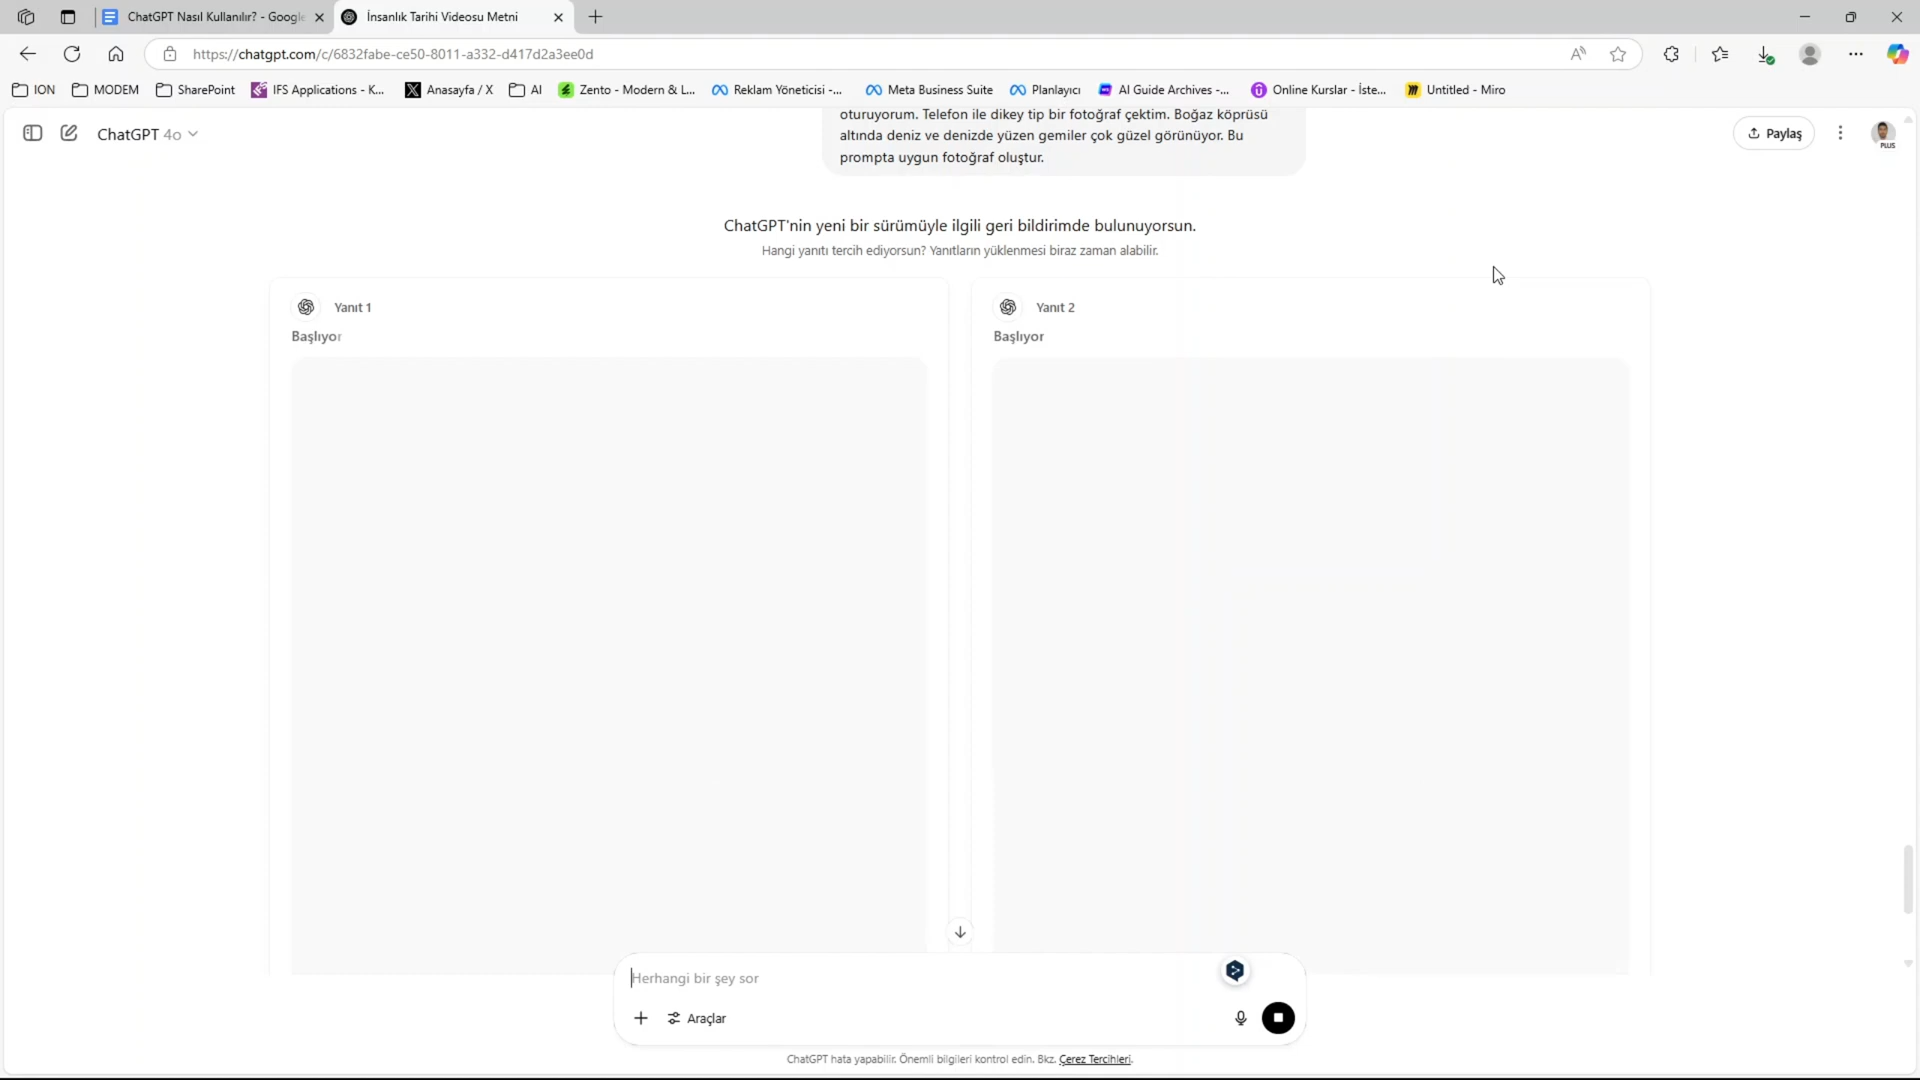 ChatGPT Nasıl Kullanılır? - Google
İnsanlık Tarihi Videosu Metni
https://chatgpt.com/c/6832fabe-ce50-8011-a332-d417d2a3ee0d
ION
MODEM
SharePoint
IFS Applications - K...
Anasayfa / X
AI
Zento - Modern & L...
Reklam Yöneticisi -...
Meta Business Suite
Planlayıcı
AI Guide Archives -...
Online Kurslar - İste...
Untitled - Miro
ChatGPT 4o
Paylaş
PLUS
oturuyorum. Telefon ile dikey tip bir fotoğraf çektim. Boğaz köprüsü
altında deniz ve denizde yüzen gemiler çok güzel görünüyor. Bu
prompta uygun fotoğraf oluştur.
ChatGPT'nin yeni bir sürümüyle ilgili geri bildirimde bulunuyorsun.
Hangi yanıtı tercih ediyorsun? Yanıtların yüklenmesi biraz zaman alabilir.
Yanıt 1
Başlıyor
Yanıt 2
Başlıyor
Herhangi bir şey sor
Araçlar
ChatGPT hata yapabilir. Önemli bilgileri kontrol edin. Bkz. Çerez Tercihleri.